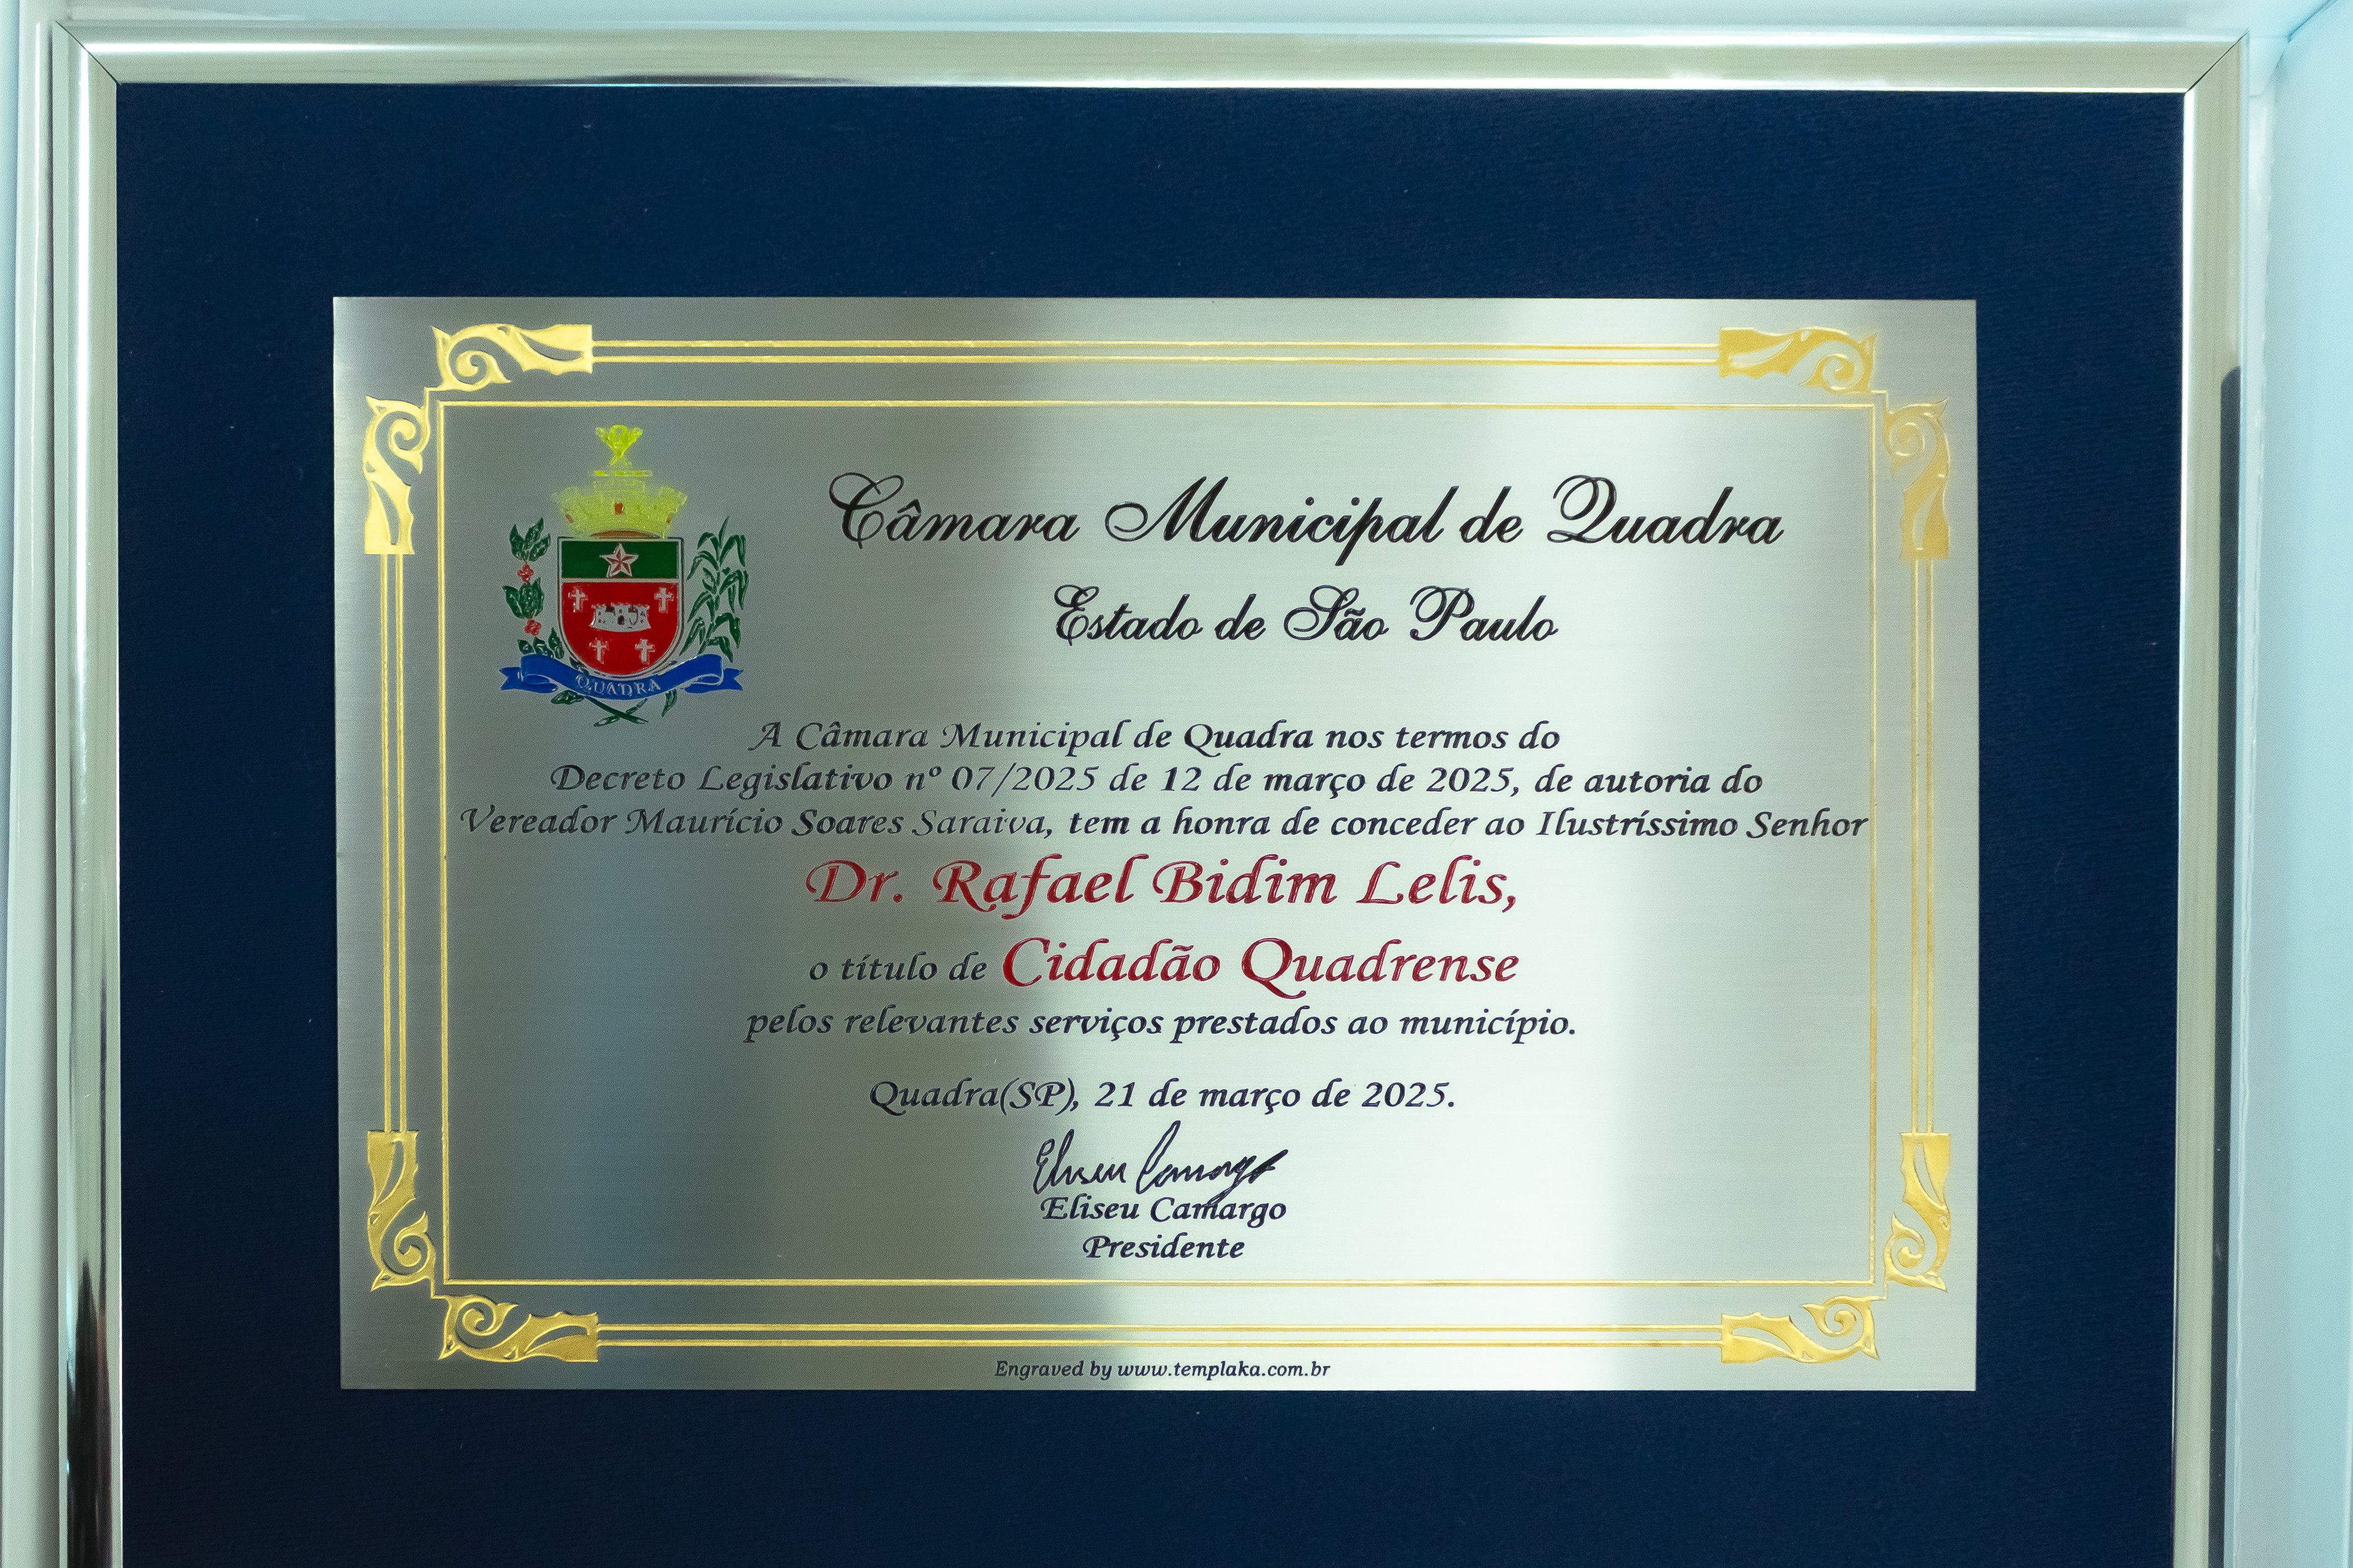 Câmara Municipal de Quadra
Estado de São Paulo
QUADRA
A Câmara Municipal de Quadra nos termos do
Decreto Legislativo nº 07/2025 de 12 de março de 2025, de autoria do
Vereador Maurício Soares Saraiva, tem a honra de conceder ao Ilustríssimo Senhor
Dr. Rafael Bidim Lelis,
o título de Cidadão Quadrense
pelos relevantes serviços prestados ao município.
Quadra(SP), 21 de março de 2025.
Eliseu Camargo
Eliseu Camargo
Presidente
Engraved by www.templaka.com.br